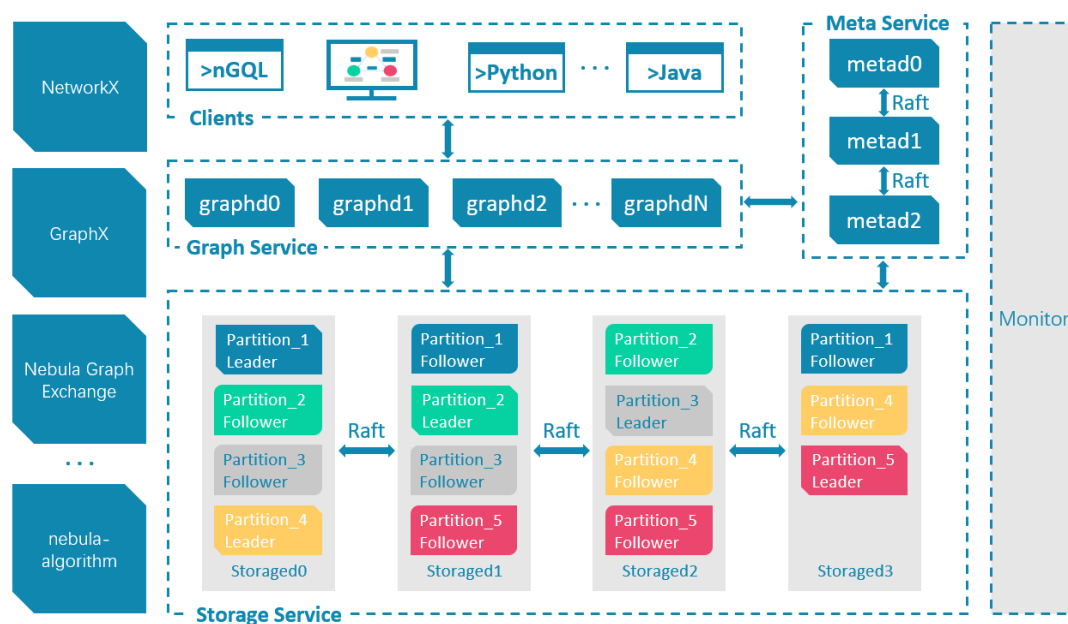 NetworkX
GraphX
Nebula Graph
Exchange
...
nebula-
algorithm
>nGQL
>Python
...
>Java
Clients
graphd0
graphd1
graphd2
...
graphdN
Graph Service
Meta Service
metad0
Raft
metad1
Raft
metad2
Partition_1
Leader
Partition_2
Follower
Partition_3
Follower
Partition_4
Leader
Storaged0
Raft
Partition_1
Follower
Partition_2
Leader
Partition_3
Follower
Partition_5
Follower
Storaged1
Raft
Partition_2
Follower
Partition_3
Leader
Partition_4
Follower
Partition_5
Follower
Storaged2
Raft
Partition_1
Follower
Partition_4
Follower
Partition_5
Leader
Storaged3
Storage Service
Monitor